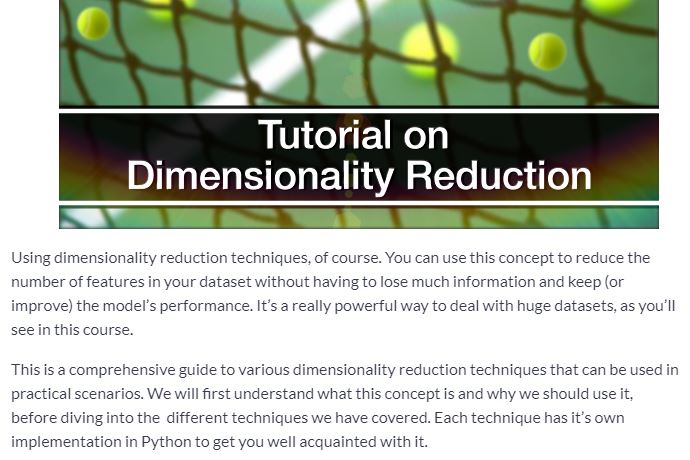 Tutorial on
Dimensionality Reduction
Using dimensionality reduction techniques, of course. You can use this concept to reduce the
number of features in your dataset without having to lose much information and keep (or
improve) the model’s performance. It’s a really powerful way to deal with huge datasets, as you’ll
see in this course.
This is a comprehensive guide to various dimensionality reduction techniques that can be used in
practical scenarios. We will first understand what this concept is and why we should use it,
before diving into the  different techniques we have covered. Each technique has it’s own
implementation in Python to get you well acquainted with it.